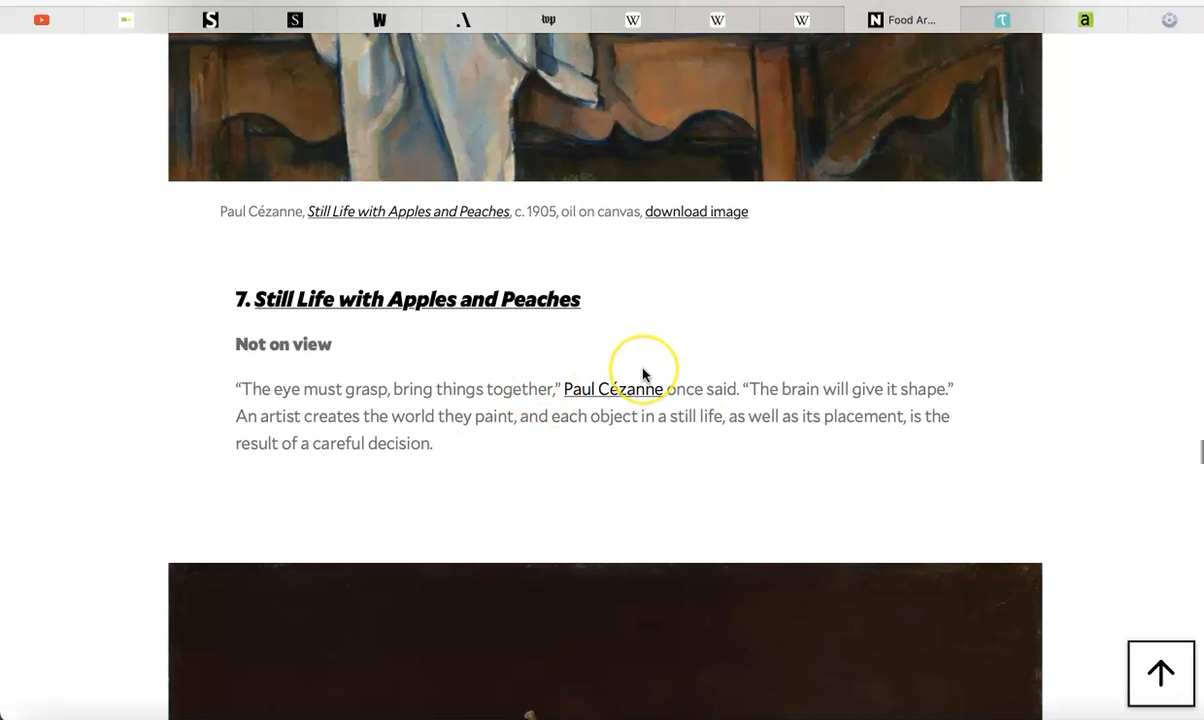 S S W .\ wp W W W N Food Ar... τ a
Paul Cézanne, Still Life with Apples and Peaches, c. 1905, oil on canvas, download image
7. Still Life with Apples and Peaches
Not on view
“The eye must grasp, bring things together,” Paul Cézanne once said. “The brain will give it shape.”
An artist creates the world they paint, and each object in a still life, as well as its placement, is the
result of a careful decision.